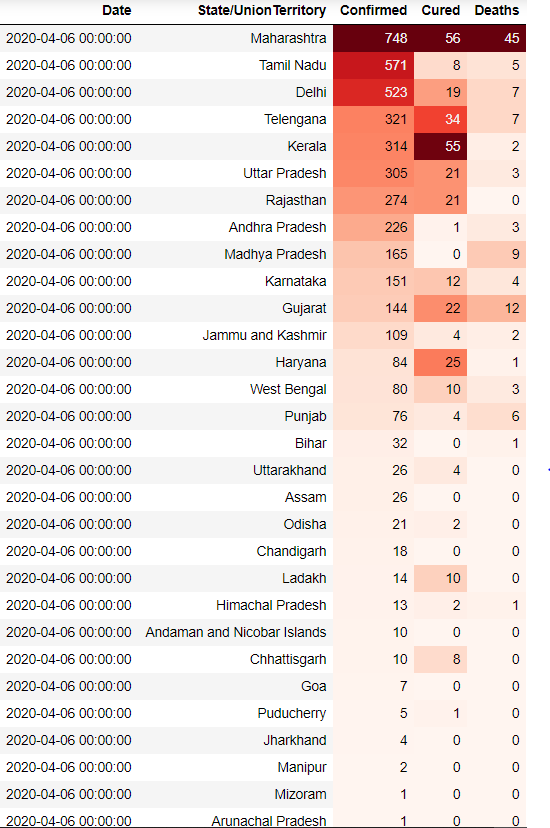 Date State/UnionTerritory Confirmed Cured Deaths
2020-04-06 00:00:00 Maharashtra 748 56 45
2020-04-06 00:00:00 Tamil Nadu 571 8 5
2020-04-06 00:00:00 Delhi 523 19 7
2020-04-06 00:00:00 Telengana 321 34 7
2020-04-06 00:00:00 Kerala 314 55 2
2020-04-06 00:00:00 Uttar Pradesh 305 21 3
2020-04-06 00:00:00 Rajasthan 274 21 0
2020-04-06 00:00:00 Andhra Pradesh 226 1 3
2020-04-06 00:00:00 Madhya Pradesh 165 0 9
2020-04-06 00:00:00 Karnataka 151 12 4
2020-04-06 00:00:00 Gujarat 144 22 12
2020-04-06 00:00:00 Jammu and Kashmir 109 4 2
2020-04-06 00:00:00 Haryana 84 25 1
2020-04-06 00:00:00 West Bengal 80 10 3
2020-04-06 00:00:00 Punjab 76 4 6
2020-04-06 00:00:00 Bihar 32 0 1
2020-04-06 00:00:00 Uttarakhand 26 4 0
2020-04-06 00:00:00 Assam 26 0 0
2020-04-06 00:00:00 Odisha 21 2 0
2020-04-06 00:00:00 Chandigarh 18 0 0
2020-04-06 00:00:00 Ladakh 14 10 0
2020-04-06 00:00:00 Himachal Pradesh 13 2 1
2020-04-06 00:00:00 Andaman and Nicobar Islands 10 0 0
2020-04-06 00:00:00 Chhattisgarh 10 8 0
2020-04-06 00:00:00 Goa 7 0 0
2020-04-06 00:00:00 Puducherry 5 1 0
2020-04-06 00:00:00 Jharkhand 4 0 0
2020-04-06 00:00:00 Manipur 2 0 0
2020-04-06 00:00:00 Mizoram 1 0 0
2020-04-06 00:00:00 Arunachal Pradesh 1 0 0